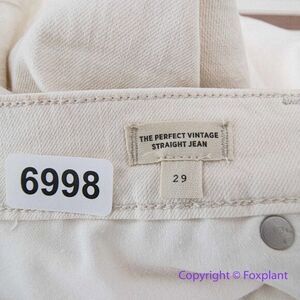 THE PERFECT VINTAGE
STRAIGHT JEAN
6998
29
Copyright © Foxplant